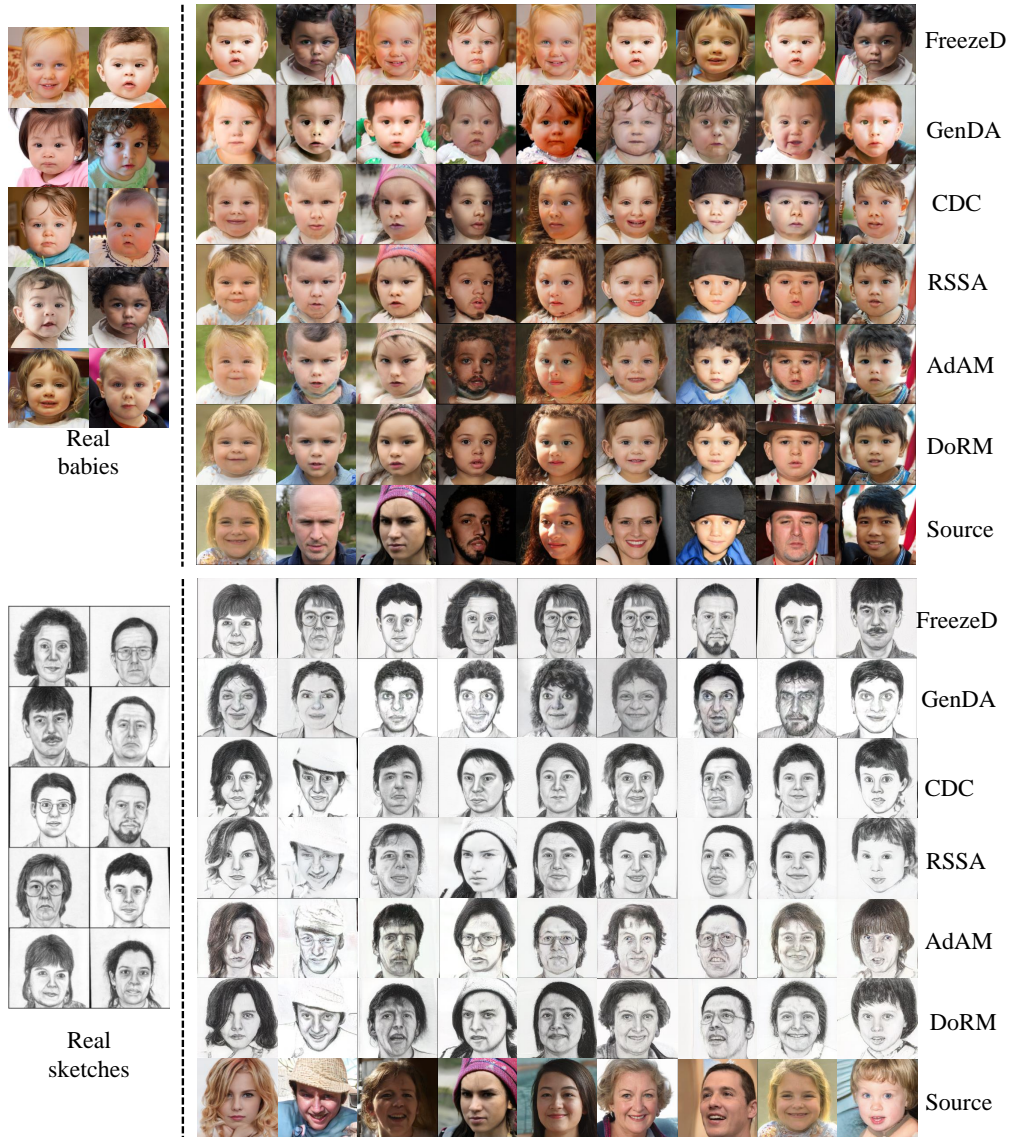 FreezeD
GenDA
CDC
RSSA
AdAM
DoRM
Source
Real
babies
FreezeD
GenDA
CDC
RSSA
AdAM
DoRM
Source
Real
sketches